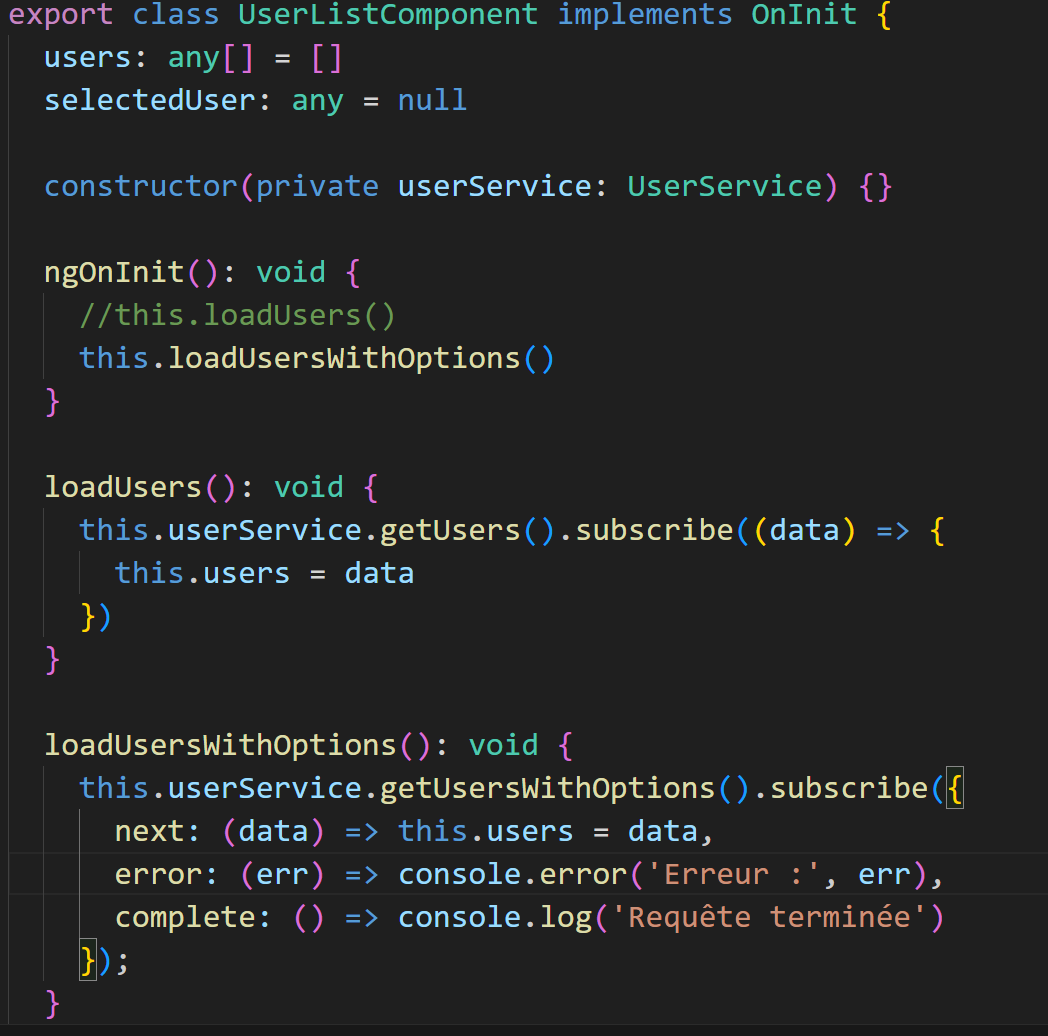 export class UserListComponent implements OnInit {
users: any[] = []
selectedUser: any = null
constructor(private userService: UserService) {}
ngOnInit(): void {
//this.loadUsers()
this.loadUsersWithOptions()
}
loadUsers(): void {
this.userService.getUsers().subscribe((data) => {
this.users = data
})
}
loadUsersWithOptions(): void {
this.userService.getUsersWithOptions().subscribe({
next: (data) => this.users = data,
error: (err) => console.error('Erreur :', err),
complete: () => console.log('Requête terminée')
});
}